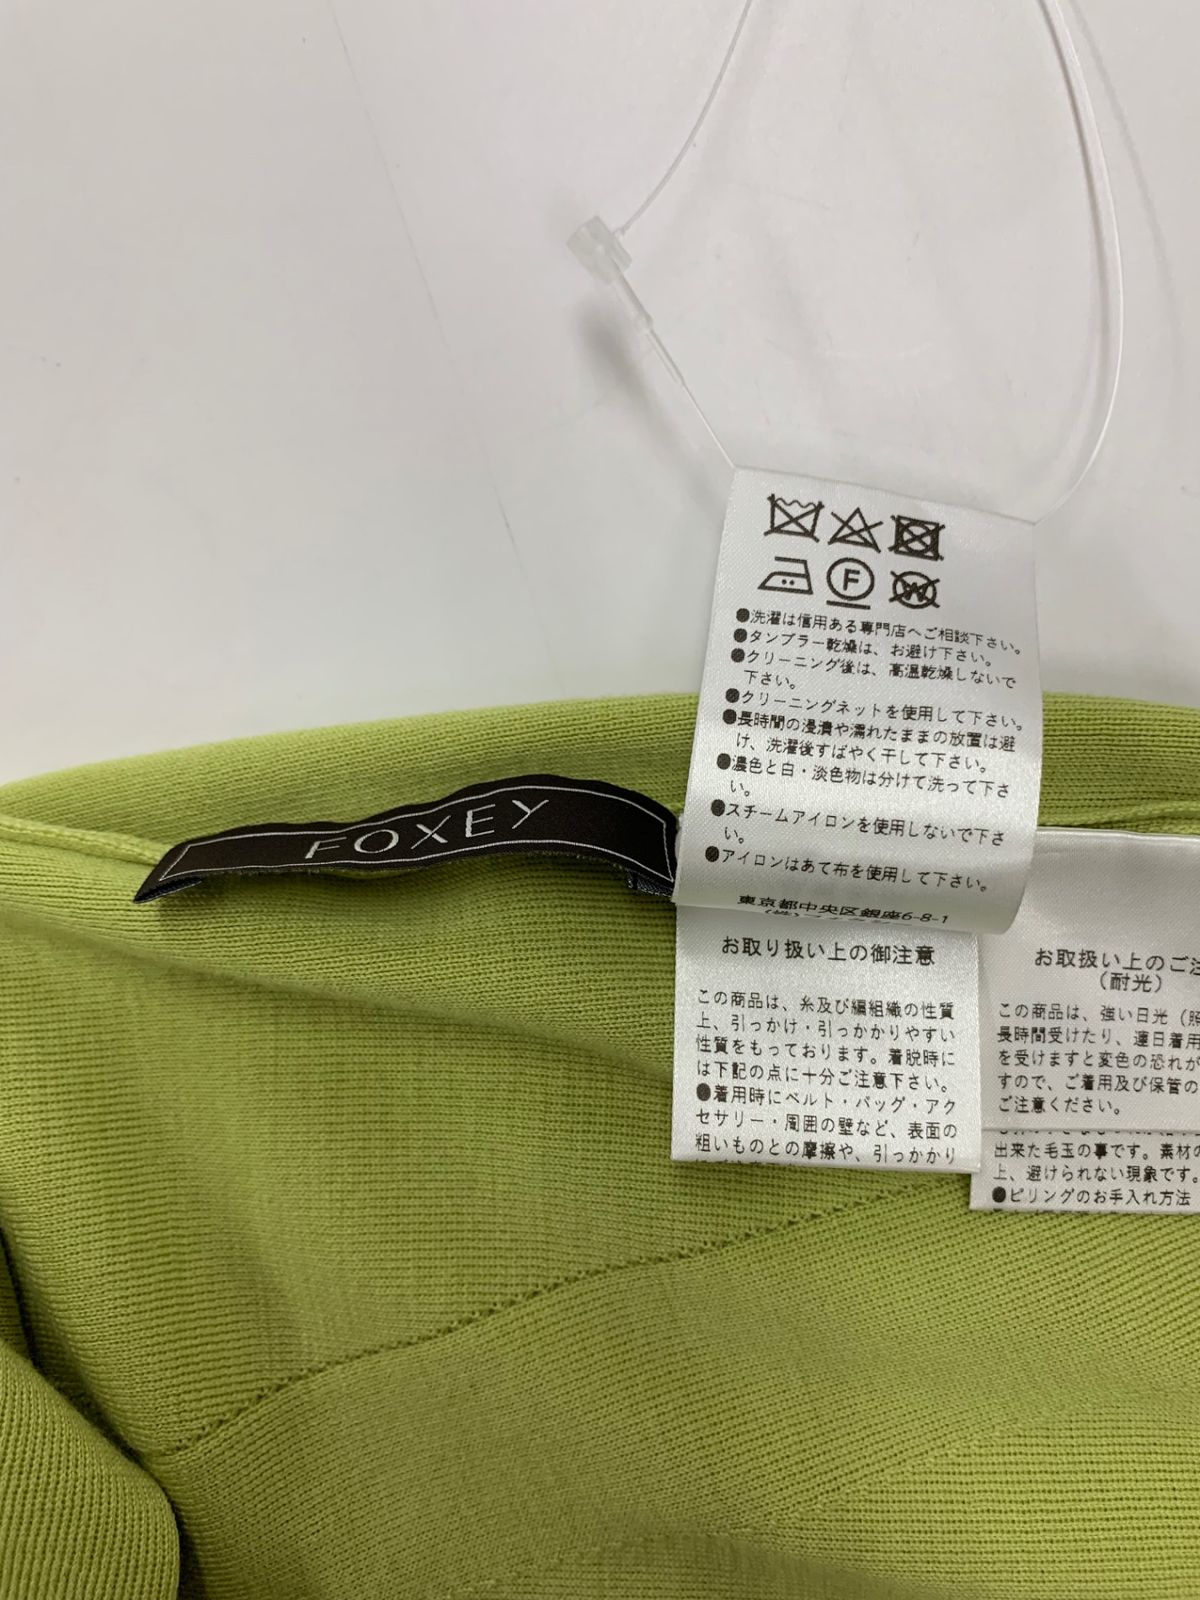 FOXEY
F
W
●洗濯は信用ある専門店へご相談下さい。
●タンブラー乾燥は、お避け下さい。
●クリーニング後は、高温乾燥しないで
下さい。
●クリーニングネットを使用して下さい。
●長時間の浸漬や濡れたままの放置は避
け、洗濯後すばやく干して下さい。
●濃色と白・淡色物は分けて洗って下さ
い。
●スチームアイロンを使用しないで下さ
い。
●アイロンはあて布を使用して下さい。
東京都中央区銀座6-8-1
お取り扱い上の御注意
この商品は、糸及び編組織の性質
上、引っかけ・引っかかりやすい
性質をもっております。着脱時に
は下記の点に十分ご注意下さい。
●着用時にベルト・バッグ・アク
セサリー・周囲の壁など、表面の
粗いものとの摩擦や、引っかかり
お取扱い上のご注
（耐光）
この商品は、強い日光（照
長時間受けたり、連日着用
を受けますと変色の恐れが
すので、ご着用及び保管の
ご注意ください。
出来た毛玉の事です。素材の
上、避けられない現象です。
●ピリングのお手入れ方法